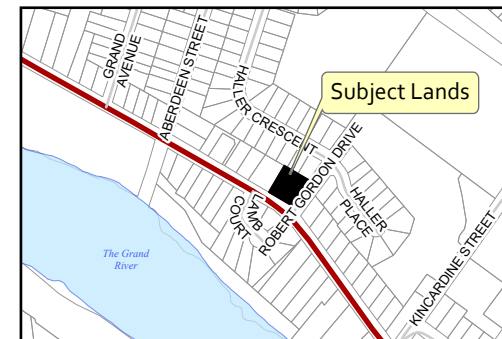 GRAND
AVENUE
ABERDEEN STREET
HALLER CRESCENT
Subject Lands
ROBERT GORDON DRIVE
HALLER
PLACE
LAMB
COURT
KINCARDINE STREET
The Grand
River